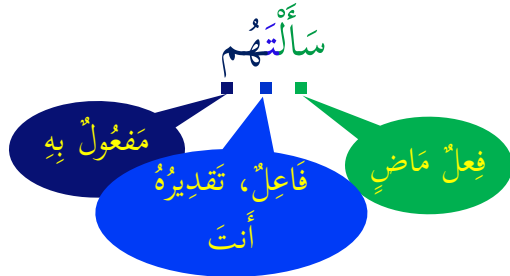 سَأَلْتَهُم
فِعلٌ مَاضٍ
فَاعِلٌ، تَقدِيرُهُ
أَنتَ
مَفعُولٌ بِهِ